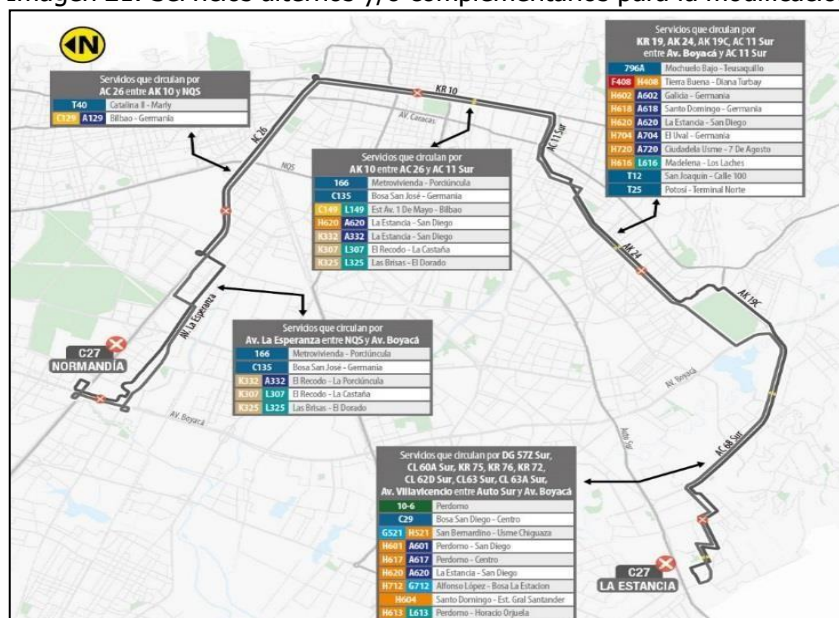 Imagen 21. Servicios alternos y/o complementarios para la modificació
N
Servicios que circulan por
AC 26 entre AK 10 y NQS
T40 Catalina II - Marly
C129 A129 Bilbao - Germania
Servicios que circulan por
KR 19, AK 24, AK 19C, AC 11 Sur
entre Av. Boyacá y AC 11 Sur
796A Mochuelo Bajo - Teusaquillo
F408 H408 Tierra Buena - Diana Turbay
H602 A602 Galicia - Germania
H618 A618 Santo Domingo - Germania
H620 A620 La Estancia - San Diego
H704 A704 El Uval - Germania
H720 A720 Ciudadela Usme - 7 De Agosto
H616 L616 Madelena - Los Laches
T12 San Joaquín - Calle 100
T25 Potosí - Terminal Norte
KR 10
AV. Caracas
AC 26
NQS
AC 11 Sur
Servicios que circulan por
AK 10 entre AC 26 y AC 11 Sur
166 Metrovivienda - Porciúncula
C135 Bosa San José - Germania
C149 L149 Est Av. 1 De Mayo - Bilbao
H620 A620 La Estancia - San Diego
K332 A332 La Estancia - San Diego
K307 L307 El Recodo - La Castaña
K325 L325 Las Brisas - El Dorado
AK 24
AK 19C
AV. La Esperanza
C27
NORMANDÍA
Servicios que circulan por
Av. La Esperanza entre NQS y Av. Boyacá
166 Metrovivienda - Porciúncula
C135 Bosa San José - Germania
K332 A332 El Recodo - La Porciúncula
K307 L307 El Recodo - La Castaña
K325 L325 Las Brisas - El Dorado
AV. Boyacá
AV. Boyacá
Auto Sur
AC 68 Sur
Servicios que circulan por DG 57Z Sur,
CL 60A Sur, KR 75, KR 76, KR 72,
CL 62D Sur, CL63 Sur, CL 63A Sur,
Av. Villavicencio entre Auto Sur y Av. Boyacá
10-6 Perdomo
C29 Bosa San Diego - Centro
G521 H521 San Bernardino - Usme Chiguaza
H601 A601 Perdomo - San Diego
H617 A617 Perdomo - Centro
H620 A620 La Estancia - San Diego
H712 G712 Alfonso López - Bosa La Estacion
H604 Santo Domingo - Est. Gral Santander
H613 L613 Perdomo - Horacio Orjuela
C27
LA ESTANCIA